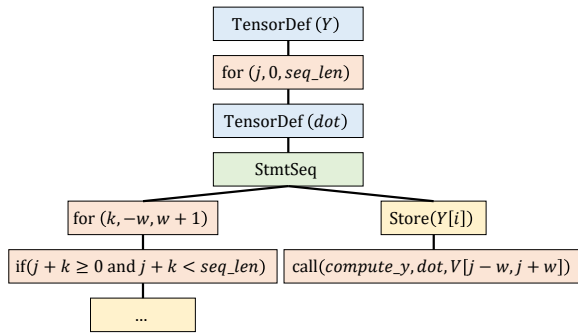 TensorDef (Y)
for (j, 0, seq_len)
TensorDef (dot)
StmtSeq
for (k, −w, w + 1)
Store(Y[i])
if(j + k ≥ 0 and j + k < seq_len)
call(compute_y, dot, V[j − w, j + w])
...